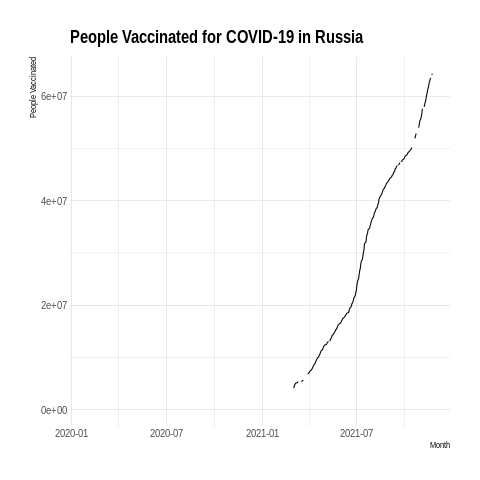 People Vaccinated for COVID-19 in Russia
People Vaccinated
6e+07
4e+07
2e+07
0e+00
2020-01
2020-07
2021-01
2021-07
Month